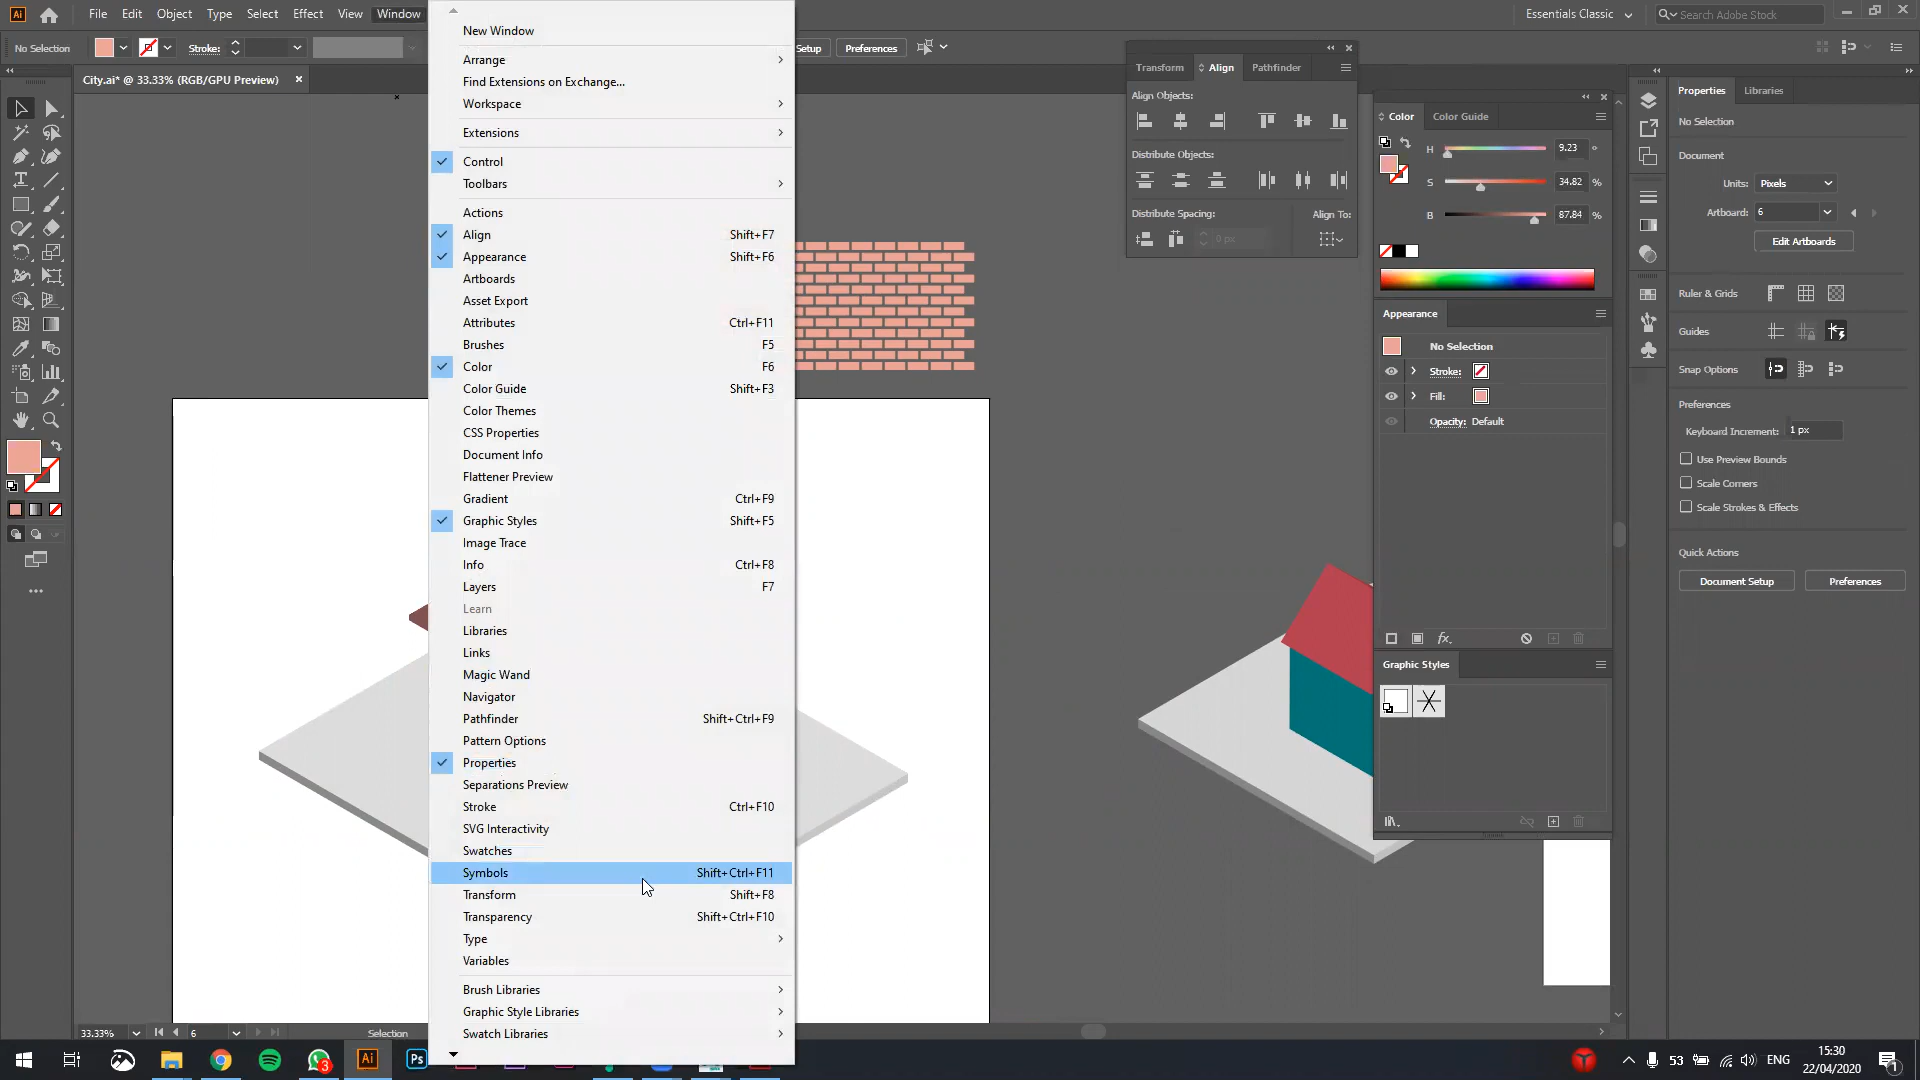 Ai File Edit Object Type Select Effect View Window Essentials Classic Search Adobe Stock
No Selection Stroke: Setup Preferences
City.ai* @ 33.33% (RGB/GPU Preview)
New Window
Arrange
Find Extensions on Exchange...
Workspace
Extensions
Control
Toolbars
Actions
Align Shift+F7
Appearance Shift+F6
Artboards
Asset Export
Attributes Ctrl+F11
Brushes F5
Color F6
Color Guide Shift+F3
Color Themes
CSS Properties
Document Info
Flattener Preview
Gradient Ctrl+F9
Graphic Styles Shift+F5
Image Trace
Info Ctrl+F8
Layers F7
Learn
Libraries
Links
Magic Wand
Navigator
Pathfinder Shift+Ctrl+F9
Pattern Options
Properties
Separations Preview
Stroke Ctrl+F10
SVG Interactivity
Swatches
Symbols Shift+Ctrl+F11
Transform Shift+F8
Transparency Shift+Ctrl+F10
Type
Variables
Brush Libraries
Graphic Style Libraries
Swatch Libraries
Transform Align Pathfinder
Align Objects:
Distribute Objects:
Distribute Spacing: Align To:
0 px
Color Color Guide
H 9.23 °
S 34.82 %
B 87.84 %
Appearance
No Selection
Stroke:
Fill:
Opacity: Default
fx.
Graphic Styles
Properties Libraries
No Selection
Document
Units: Pixels
Artboard: 6
Edit Artboards
Ruler & Grids
Guides
Snap Options
Preferences
Keyboard Increment: 1 px
Use Preview Bounds
Scale Corners
Scale Strokes & Effects
Quick Actions
Document Setup Preferences
33.33% 6 Selection
3 Ai Ps 53 ENG 15:30
22/04/2020 1